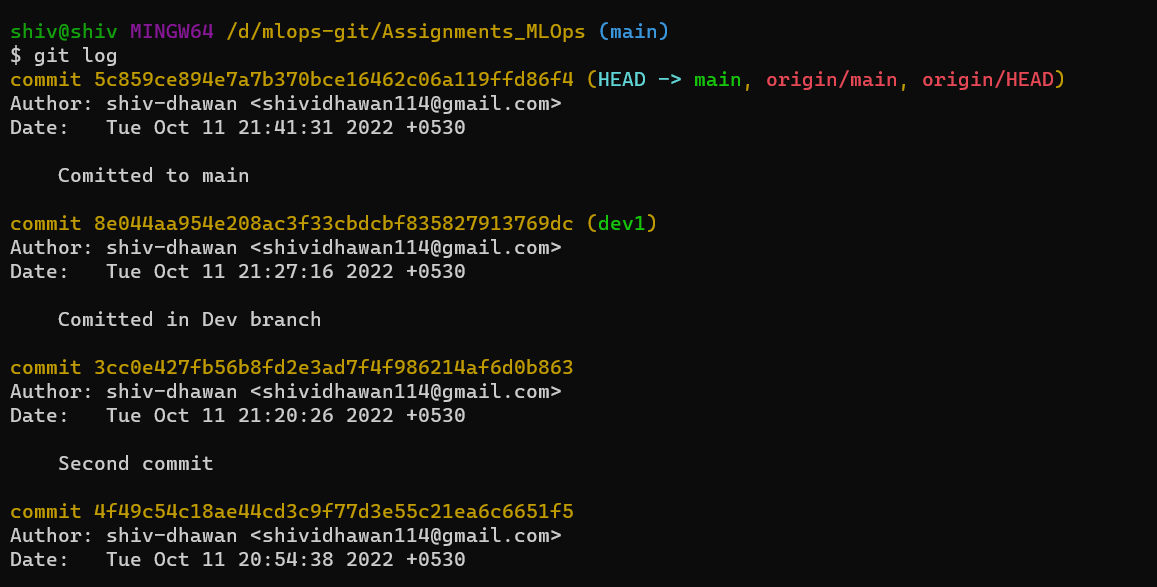 shiv@shiv MINGW64 /d/mlops-git/Assignments_MLOps (main)
$ git log
commit 5c859ce894e7a7b370bce16462c06a119ffd86f4 (HEAD -> main, origin/main, origin/HEAD)
Author: shiv-dhawan <shividhawan114@gmail.com>
Date:   Tue Oct 11 21:41:31 2022 +0530
    Comitted to main
commit 8e044aa954e208ac3f33cbdcbf835827913769dc (dev1)
Author: shiv-dhawan <shividhawan114@gmail.com>
Date:   Tue Oct 11 21:27:16 2022 +0530
    Comitted in Dev branch
commit 3cc0e427fb56b8fd2e3ad7f4f986214af6d0b863
Author: shiv-dhawan <shividhawan114@gmail.com>
Date:   Tue Oct 11 21:20:26 2022 +0530
    Second commit
commit 4f49c54c18ae44cd3c9f77d3e55c21ea6c6651f5
Author: shiv-dhawan <shividhawan114@gmail.com>
Date:   Tue Oct 11 20:54:38 2022 +0530